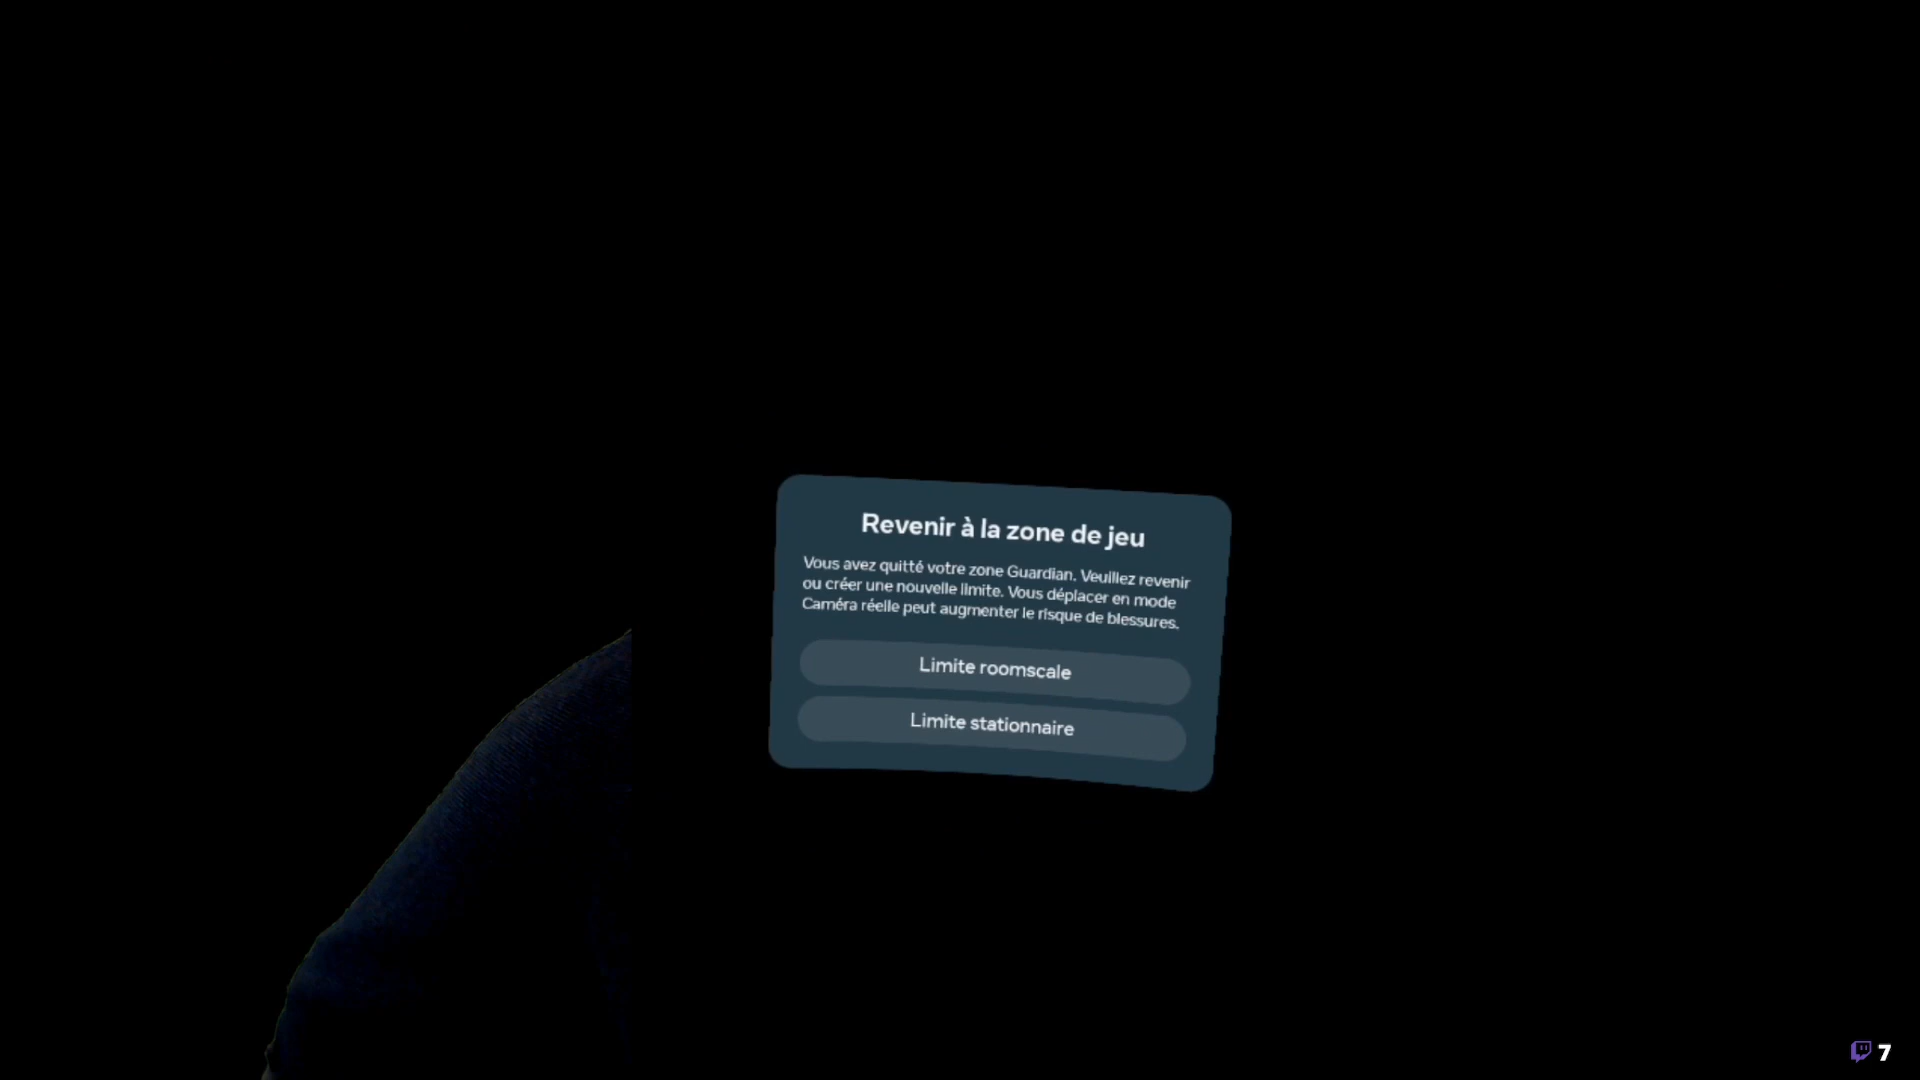 Revenir à la zone de jeu
Vous avez quitté votre zone Guardian. Veuillez revenir
ou créer une nouvelle limite. Vous déplacer en mode
Caméra réelle peut augmenter le risque de blessures.
Limite roomscale
Limite stationnaire
7